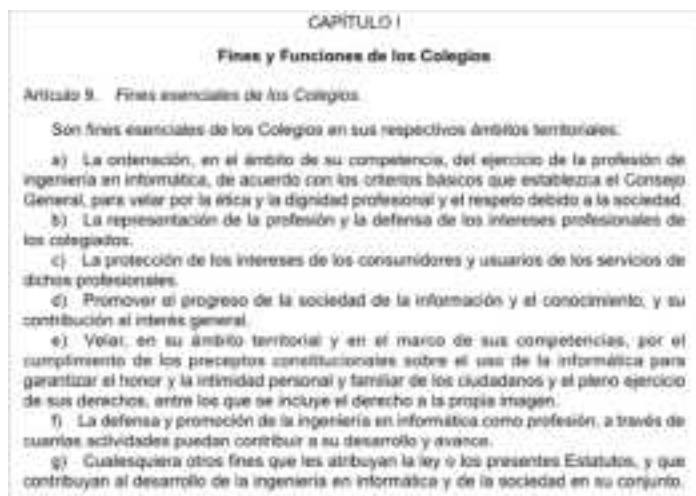 CAPÍTULO I
Fines y Funciones de los Colegios
Artículo 9. Fines esenciales de los Colegios.
Son fines esenciales de los Colegios en sus respectivos ámbitos territoriales:
a) La ordenación, en el ámbito de su competencia, del ejercicio de la profesión de
ingeniería en informática, de acuerdo con los criterios básicos que establezca el Consejo
General, para velar por la ética y la dignidad profesional y el respeto debido a la sociedad.
b) La representación de la profesión y la defensa de los intereses profesionales de
los colegiados.
c) La protección de los intereses de los consumidores y usuarios de los servicios de
dichos profesionales.
d) Promover el progreso de la sociedad de la información y el conocimiento, y su
contribución al interés general.
e) Velar, en su ámbito territorial y en el marco de sus competencias, por el
cumplimiento de los preceptos constitucionales sobre el uso de la informática para
garantizar el honor y la intimidad personal y familiar de los ciudadanos y el pleno ejercicio
de sus derechos, entre los que se incluye el derecho a la propia imagen.
f) La defensa y promoción de la ingeniería en informática como profesión, a través de
cuantas actividades puedan contribuir a su desarrollo y avance.
g) Cualesquiera otros fines que les atribuyan la ley o los presentes Estatutos, y que
contribuyan al desarrollo de la ingeniería en informática y de la sociedad en su conjunto.